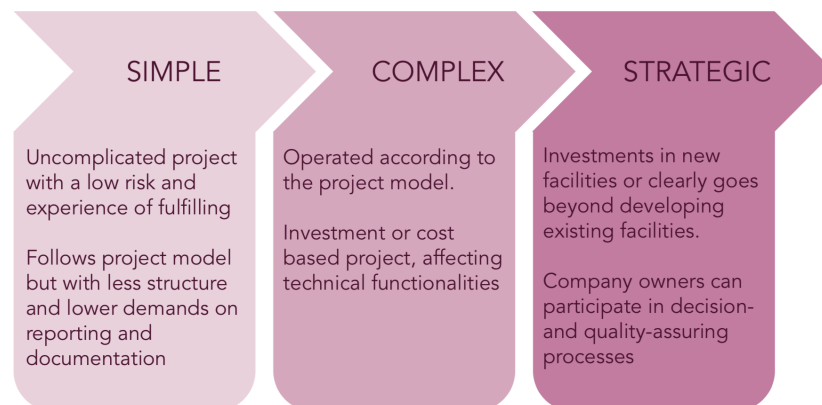 SIMPLE
Uncomplicated project
with a low risk and
experience of fulfilling
Follows project model
but with less structure
and lower demands on
reporting and
documentation
COMPLEX
Operated according to
the project model.
Investment or cost
based project, affecting
technical functionalities
STRATEGIC
Investments in new
facilities or clearly goes
beyond developing
existing facilities.
Company owners can
participate in decision-
and quality-assuring
processes